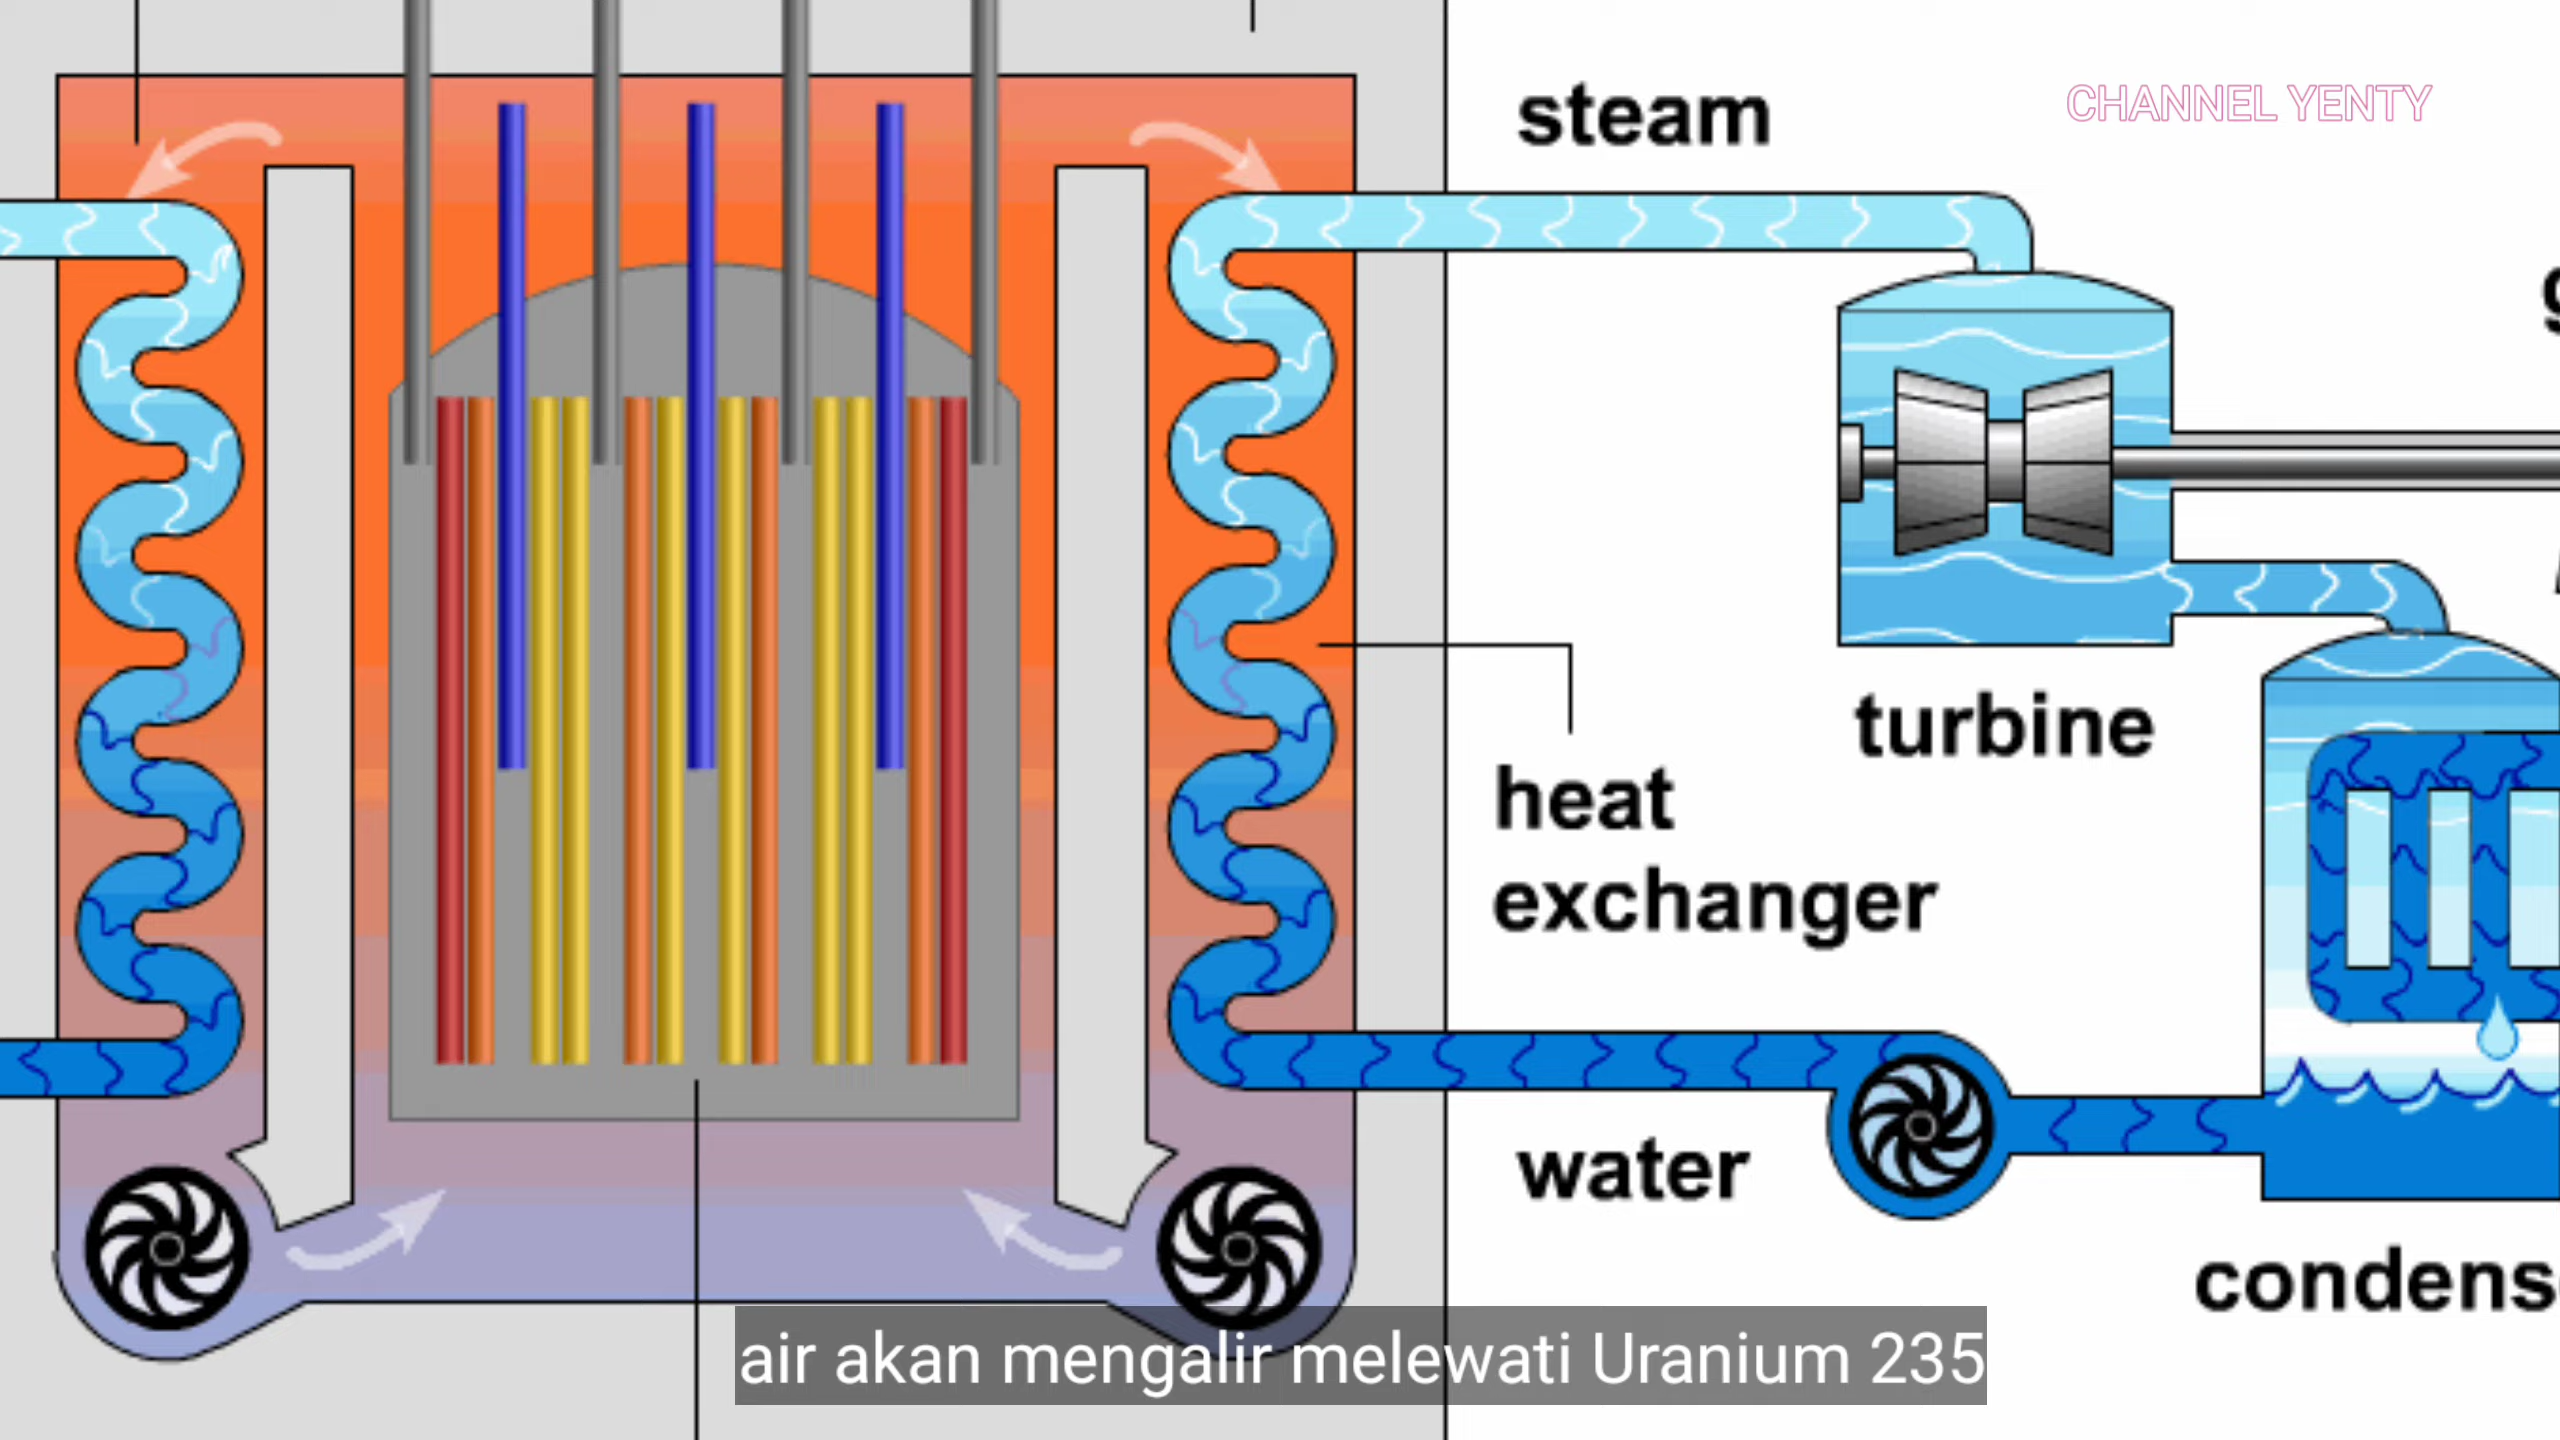 steam
CHANNEL YENTY
turbine
heat
exchanger
water
air akan mengalir melewati Uranium 235